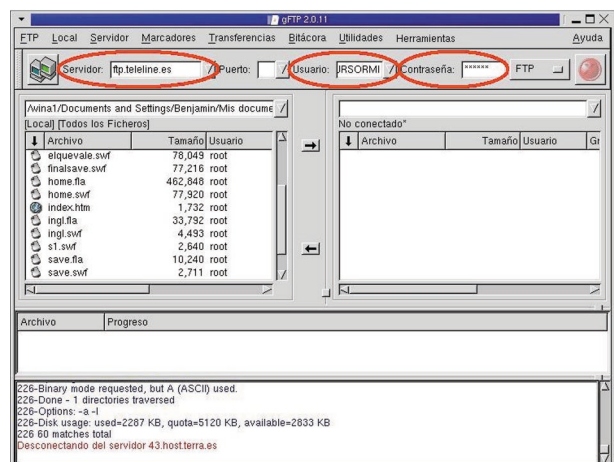 gFTP 2.0.11
FTP Local Servidor Marcadores Transferencias Bitácora Utilidades Herramientas Ayuda
Servidor: ftp.teleline.es Puerto: Usuario: JRSORMI Contraseña: ****** FTP
/wina1/Documents and Settings/Benjamin/Mis docume
[Local] [Todos los Ficheros]
No conectado*
Archivo Tamaño Usuario
Archivo Tamaño Usuario Gr
elquevale.swf 78,049 root
finalsave.swf 77,216 root
home.fla 462,848 root
home.swf 77,920 root
index.htm 1,732 root
ingl.fla 33,792 root
ingl.swf 4,493 root
s1.swf 2,640 root
save.fla 10,240 root
save.swf 2,711 root
Archivo Progreso
226-Binary mode requested, but A (ASCII) used.
226-Done - 1 directories traversed
226-Options: -a -l
226-Disk usage: used=2287 KB, quota=5120 KB, available=2833 KB
226 60 matches total
Desconectando del servidor 43.host.terra.es